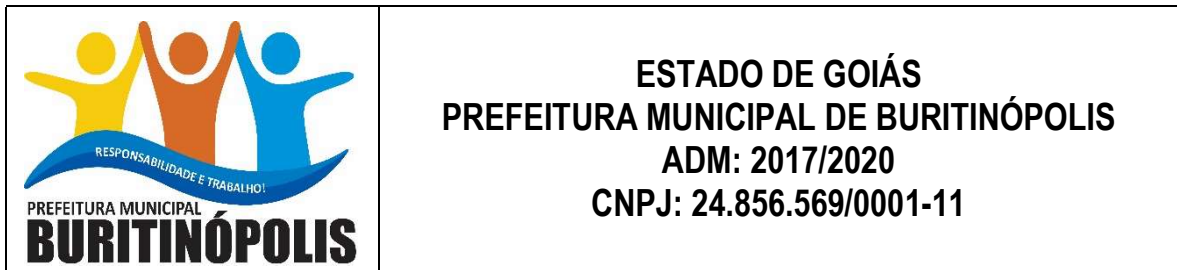 RESPONSABILIDADE E TRABALHO!
PREFEITURA MUNICIPAL
BURITINÓPOLIS
ESTADO DE GOIÁS
PREFEITURA MUNICIPAL DE BURITINÓPOLIS
ADM: 2017/2020
CNPJ: 24.856.569/0001-11